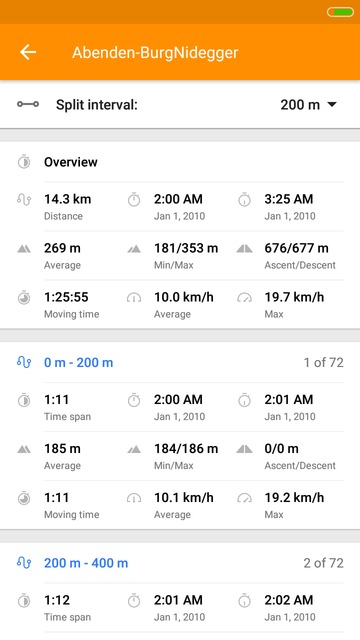 Abenden-BurgNidegger
Split interval: 200 m
Overview
14.3 km 2:00 AM 3:25 AM
Distance Jan 1, 2010 Jan 1, 2010
269 m 181/353 m 676/677 m
Average Min/Max Ascent/Descent
1:25:55 10.0 km/h 19.7 km/h
Moving time Average Max
0 m - 200 m 1 of 72
1:11 2:00 AM 2:01 AM
Time span Jan 1, 2010 Jan 1, 2010
185 m 184/186 m 0/0 m
Average Min/Max Ascent/Descent
1:11 10.1 km/h 19.2 km/h
Moving time Average Max
200 m - 400 m 2 of 72
1:12 2:01 AM 2:02 AM
Time span Jan 1, 2010 Jan 1, 2010